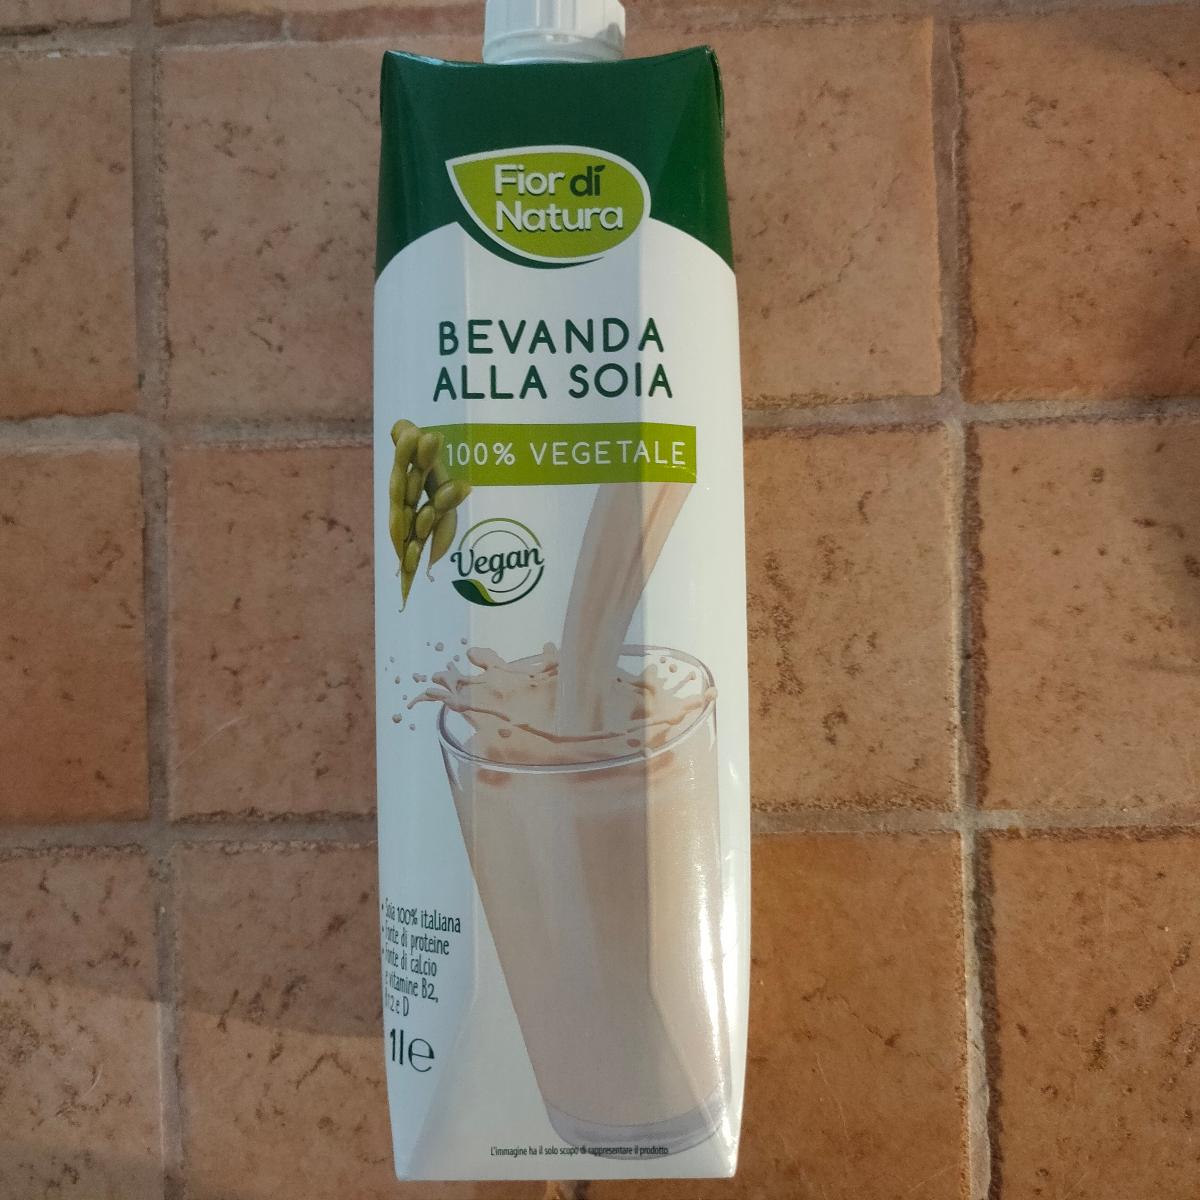 Fior di
Natura
BEVANDA
ALLA SOIA
100% VEGETALE
Vegan
• Soia 100% italiana
• Fonte di proteine
• Fonte di calcio
e vitamine B2,
B12 e D
1l e
L'immagine ha il solo scopo di rappresentare il prodotto